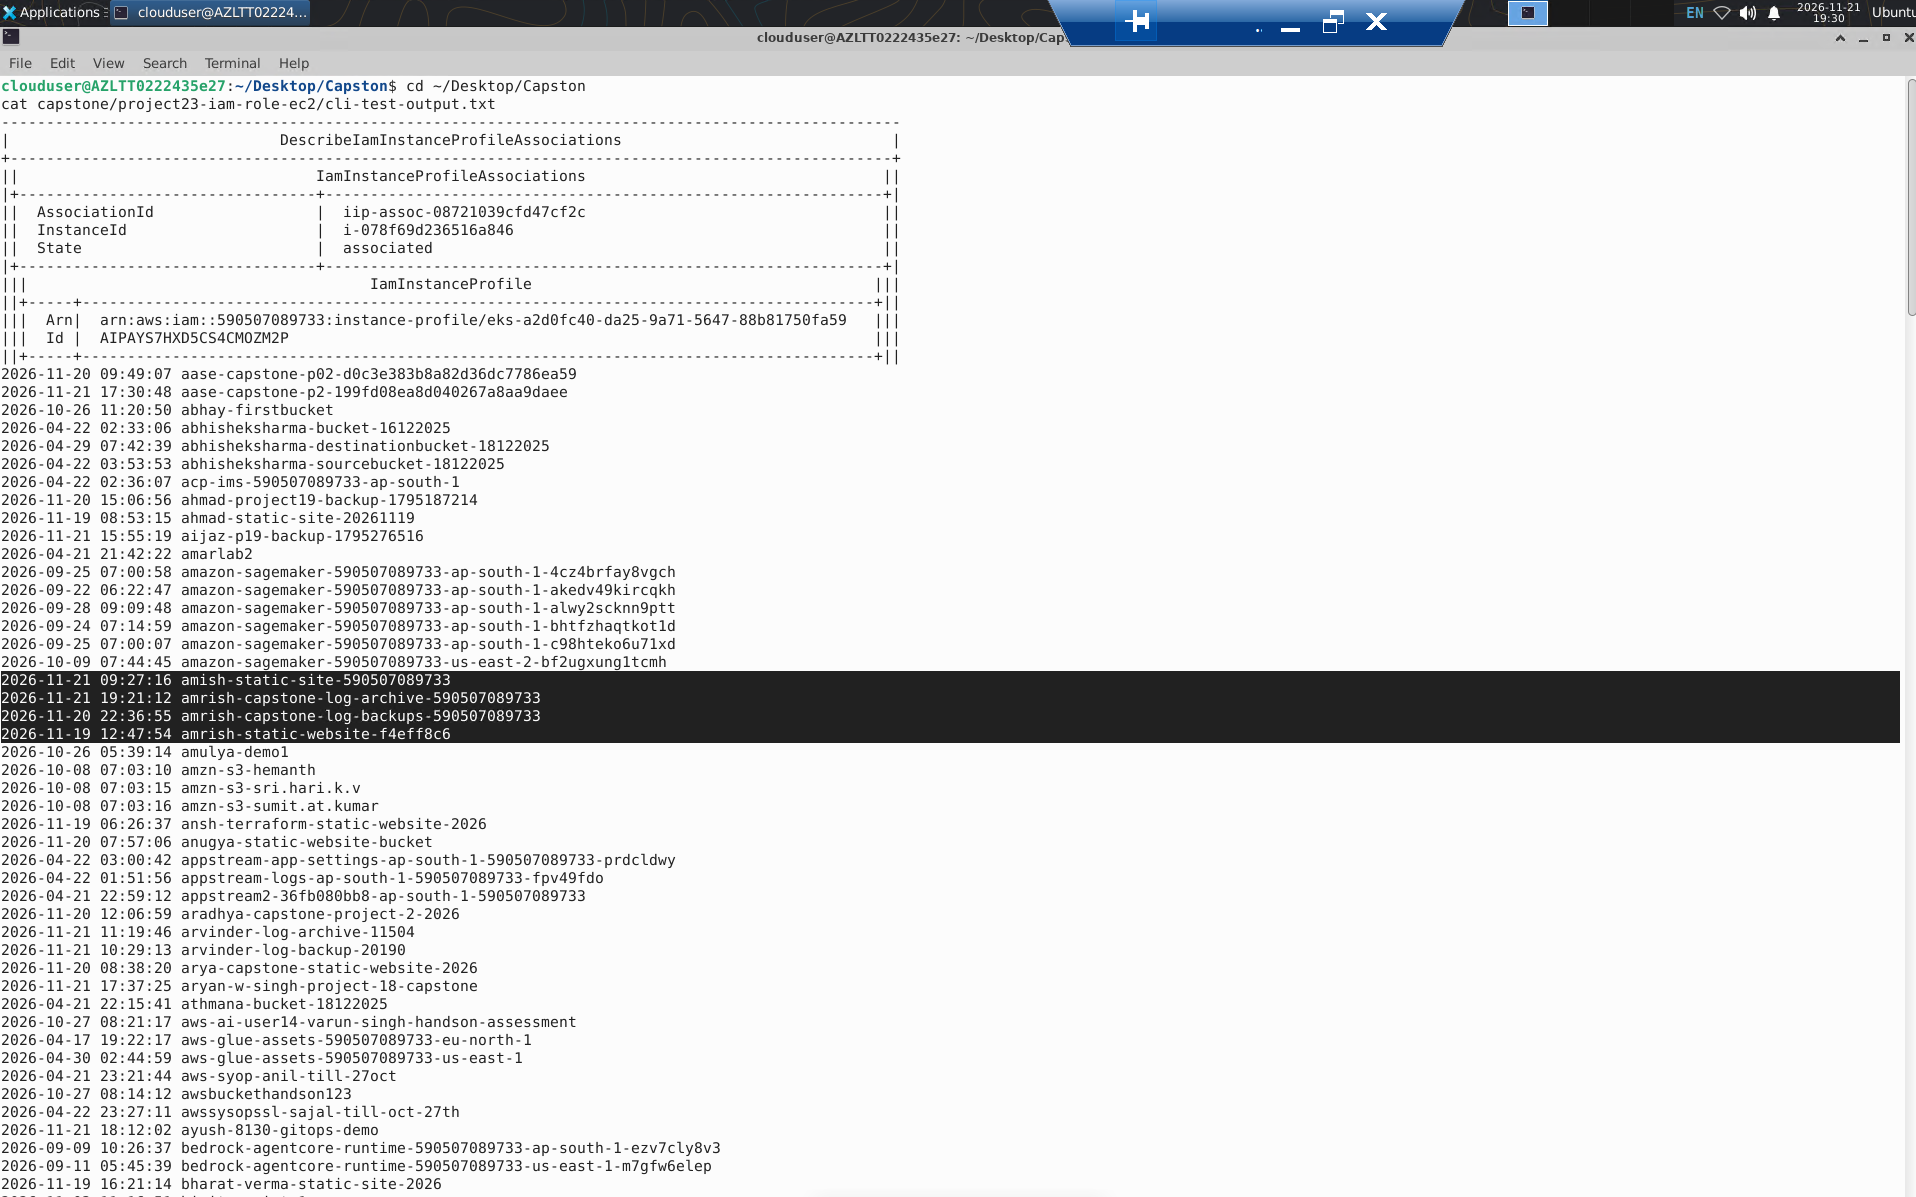 Applications
clouduser@AZLTT02224...
EN
2026-11-21
19:30
Ubuntu
clouduser@AZLTT0222435e27: ~/Desktop/Cap
File Edit View Search Terminal Help
clouduser@AZLTT0222435e27:~/Desktop/Capston$ cd ~/Desktop/Capston
cat capstone/project23-iam-role-ec2/cli-test-output.txt
----------------------------------------------------------------------------------------------------
|                              DescribeIamInstanceProfileAssociations                              |
+--------------------------------------------------------------------------------------------------+
||                                 IamInstanceProfileAssociations                                 ||
|+---------------------------------+--------------------------------------------------------------+|
||  AssociationId                  |  iip-assoc-08721039cfd47cf2c                                 ||
||  InstanceId                     |  i-078f69d236516a846                                         ||
||  State                          |  associated                                                  ||
|+---------------------------------+--------------------------------------------------------------+|
|||                                      IamInstanceProfile                                      |||
||+-----+----------------------------------------------------------------------------------------+||
|||  Arn|  arn:aws:iam::590507089733:instance-profile/eks-a2d0fc40-da25-9a71-5647-88b81750fa59   |||
|||  Id |  AIPAYS7HXD5CS4CMOZM2P                                                                 |||
||+-----+----------------------------------------------------------------------------------------+||
2026-11-20 09:49:07 aase-capstone-p02-d0c3e383b8a82d36dc7786ea59
2026-11-21 17:30:48 aase-capstone-p2-199fd08ea8d040267a8aa9daee
2026-10-26 11:20:50 abhay-firstbucket
2026-04-22 02:33:06 abhisheksharma-bucket-16122025
2026-04-29 07:42:39 abhisheksharma-destinationbucket-18122025
2026-04-22 03:53:53 abhisheksharma-sourcebucket-18122025
2026-04-22 02:36:07 acp-ims-590507089733-ap-south-1
2026-11-20 15:06:56 ahmad-project19-backup-1795187214
2026-11-19 08:53:15 ahmad-static-site-20261119
2026-11-21 15:55:19 aijaz-p19-backup-1795276516
2026-04-21 21:42:22 amarlab2
2026-09-25 07:00:58 amazon-sagemaker-590507089733-ap-south-1-4cz4brfay8vgch
2026-09-22 06:22:47 amazon-sagemaker-590507089733-ap-south-1-akedv49kircqkh
2026-09-28 09:09:48 amazon-sagemaker-590507089733-ap-south-1-alwy2scknn9ptt
2026-09-24 07:14:59 amazon-sagemaker-590507089733-ap-south-1-bhtfzhaqtkot1d
2026-09-25 07:00:07 amazon-sagemaker-590507089733-ap-south-1-c98hteko6u71xd
2026-10-09 07:44:45 amazon-sagemaker-590507089733-us-east-2-bf2ugxung1tcmh
2026-11-21 09:27:16 amish-static-site-590507089733
2026-11-21 19:21:12 amrish-capstone-log-archive-590507089733
2026-11-20 22:36:55 amrish-capstone-log-backups-590507089733
2026-11-19 12:47:54 amrish-static-website-f4eff8c6
2026-10-26 05:39:14 amulya-demo1
2026-10-08 07:03:10 amzn-s3-hemanth
2026-10-08 07:03:15 amzn-s3-sri.hari.k.v
2026-10-08 07:03:16 amzn-s3-sumit.at.kumar
2026-11-19 06:26:37 ansh-terraform-static-website-2026
2026-11-20 07:57:06 anugya-static-website-bucket
2026-04-22 03:00:42 appstream-app-settings-ap-south-1-590507089733-prdcldwy
2026-04-22 01:51:56 appstream-logs-ap-south-1-590507089733-fpv49fdo
2026-04-21 22:59:12 appstream2-36fb080bb8-ap-south-1-590507089733
2026-11-20 12:06:59 aradhya-capstone-project-2-2026
2026-11-21 11:19:46 arvinder-log-archive-11504
2026-11-21 10:29:13 arvinder-log-backup-20190
2026-11-20 08:38:20 arya-capstone-static-website-2026
2026-11-21 17:37:25 aryan-w-singh-project-18-capstone
2026-04-21 22:15:41 athmana-bucket-18122025
2026-10-27 08:21:17 aws-ai-user14-varun-singh-handson-assessment
2026-04-17 19:22:17 aws-glue-assets-590507089733-eu-north-1
2026-04-30 02:44:59 aws-glue-assets-590507089733-us-east-1
2026-04-21 23:21:44 aws-syop-anil-till-27oct
2026-10-27 08:14:12 awsbuckethandson123
2026-04-22 23:27:11 awssysopssl-sajal-till-oct-27th
2026-11-21 18:12:02 ayush-8130-gitops-demo
2026-09-09 10:26:37 bedrock-agentcore-runtime-590507089733-ap-south-1-ezv7cly8v3
2026-09-11 05:45:39 bedrock-agentcore-runtime-590507089733-us-east-1-m7gfw6elep
2026-11-19 16:21:14 bharat-verma-static-site-2026